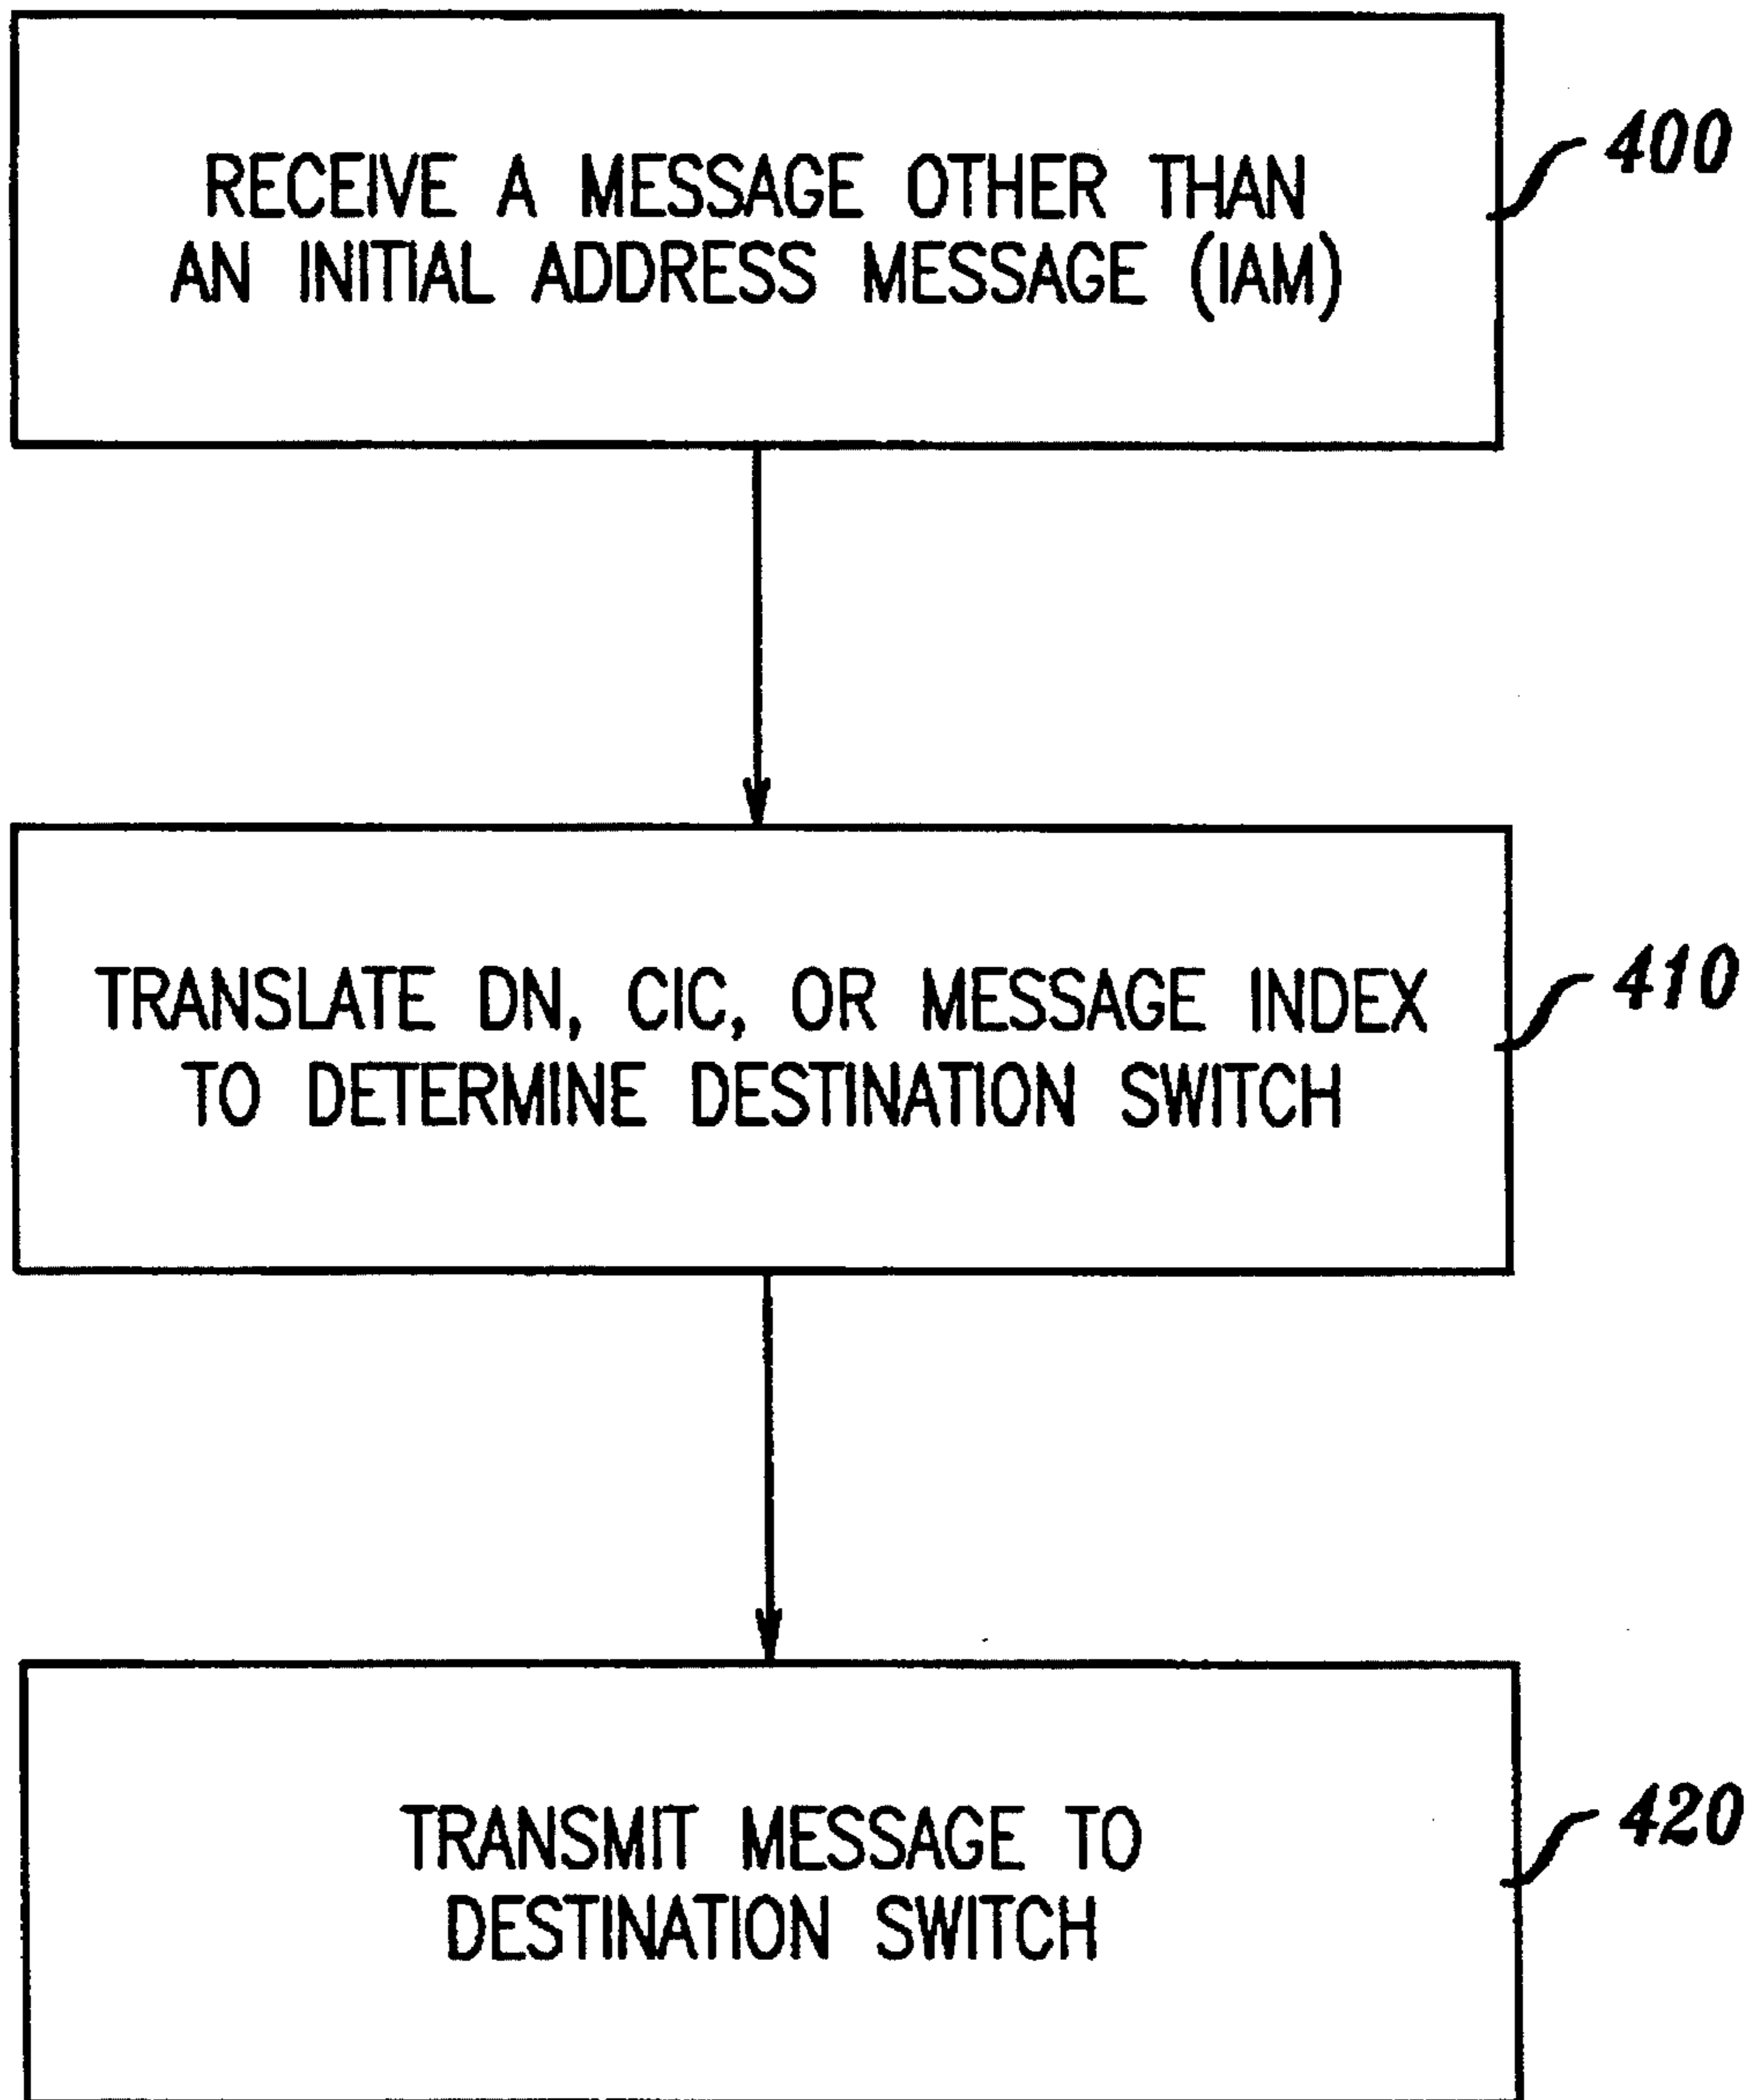 RECEIVE A MESSAGE OTHER THAN
AN INITIAL ADDRESS MESSAGE (IAM)
400
TRANSLATE DN, CIC, OR MESSAGE INDEX
TO DETERMINE DESTINATION SWITCH
410
TRANSMIT MESSAGE TO
DESTINATION SWITCH
420